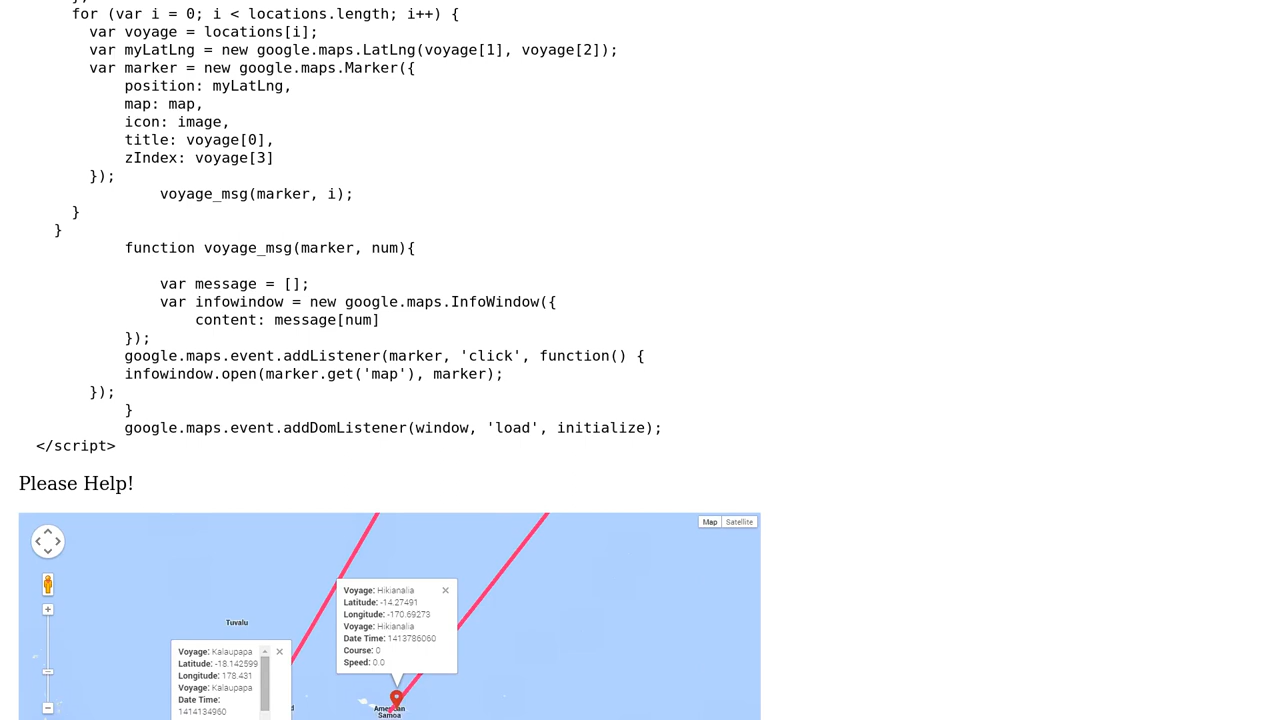 for (var i = 0; i < locations.length; i++) {
var voyage = locations[i];
var myLatLng = new google.maps.LatLng(voyage[1], voyage[2]);
var marker = new google.maps.Marker({
position: myLatLng,
map: map,
icon: image,
title: voyage[0],
zIndex: voyage[3]
});
voyage_msg(marker, i);
}
}
function voyage_msg(marker, num){
var message = [];
var infowindow = new google.maps.InfoWindow({
content: message[num]
});
google.maps.event.addListener(marker, 'click', function() {
infowindow.open(marker.get('map'), marker);
});
}
google.maps.event.addDomListener(window, 'load', initialize);
</script>
Please Help!
Map Satellite
Voyage: Hikianalia
Latitude: -14.27491
Longitude: -170.69273
Voyage: Hikianalia
Date Time: 1413786060
Course: 0
Speed: 0.0
Tuvalu
Voyage: Kalaupapa
Latitude: -18.142599
Longitude: 178.431
Voyage: Kalaupapa
Date Time:
1414134960
American
Samoa